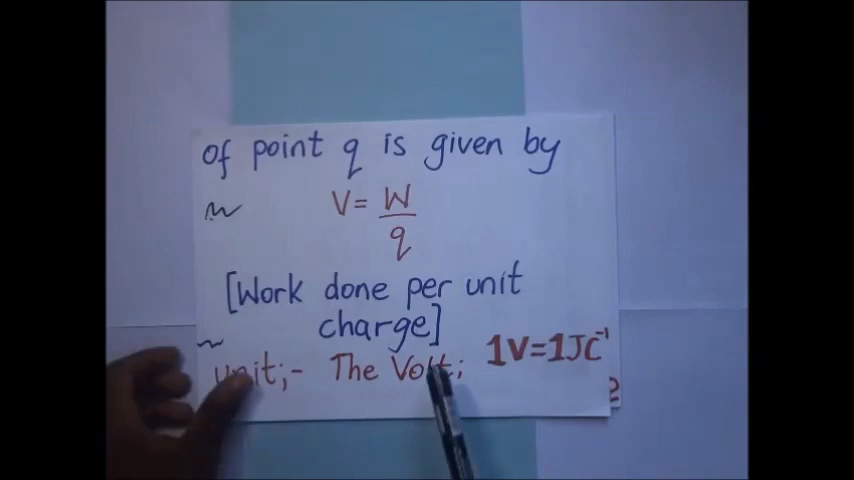 of point q is given by
V = W/q
[Work done per unit
charge]
unit;- The Volt; 1V=1JC⁻¹